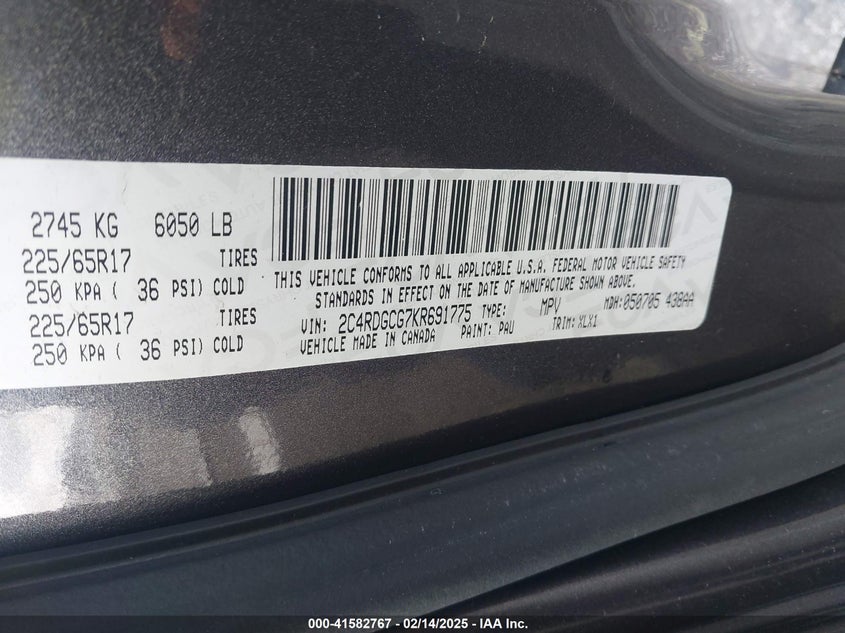 2745 KG 6050 LB
225/65R17 TIRES
250 KPA ( 36 PSI) COLD
225/65R17 TIRES
250 KPA ( 36 PSI) COLD
THIS VEHICLE CONFORMS TO ALL APPLICABLE U.S.A. FEDERAL MOTOR VEHICLE SAFETY
STANDARDS IN EFFECT ON THE DATE OF MANUFACTURE SHOWN ABOVE.
VIN: 2C4RDGCG7KR691775 TYPE: MPV MDH: 050705 438AA
VEHICLE MADE IN CANADA PAINT: PAU TRIM: XLX1
000-41582767 - 02/14/2025 - IAA Inc.